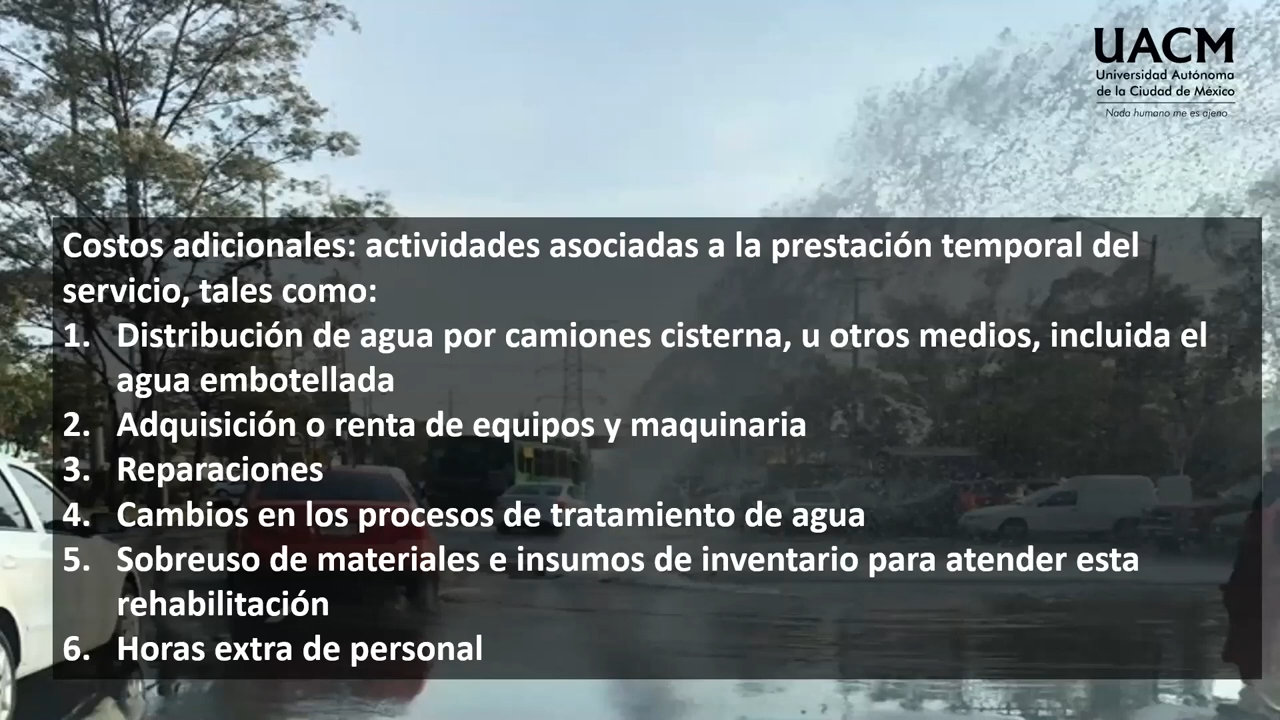 UACM
Universidad Autónoma
de la Ciudad de México
Nada humano me es ajeno
Costos adicionales: actividades asociadas a la prestación temporal del
servicio, tales como:
1. Distribución de agua por camiones cisterna, u otros medios, incluida el
agua embotellada
2. Adquisición o renta de equipos y maquinaria
3. Reparaciones
4. Cambios en los procesos de tratamiento de agua
5. Sobreuso de materiales e insumos de inventario para atender esta
rehabilitación
6. Horas extra de personal